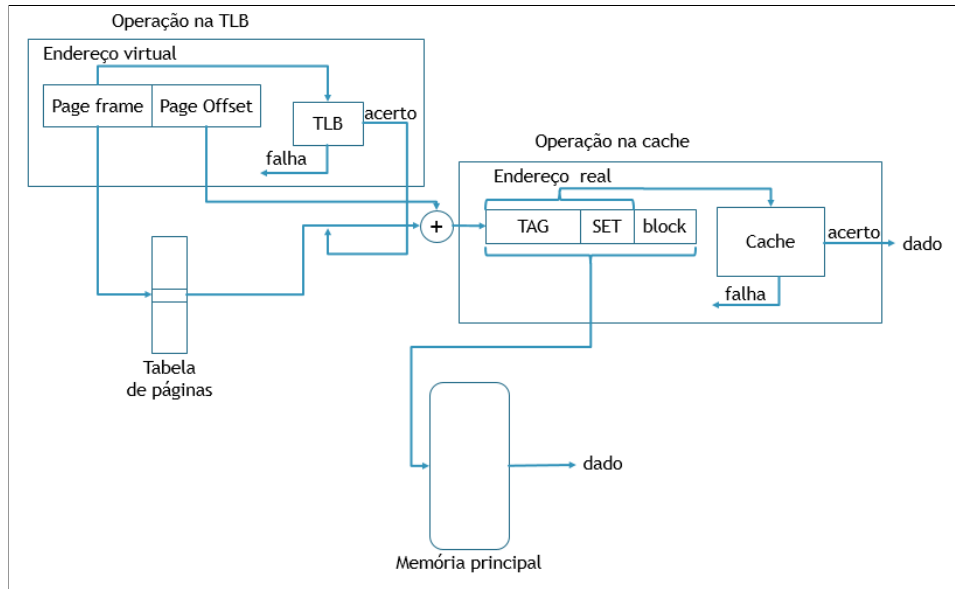 Operação na TLB
Endereço virtual
Page frame
Page Offset
TLB
acerto
falha
Operação na cache
Endereço real
+
TAG
SET
block
Cache
acerto
dado
falha
Tabela
de páginas
dado
Memória principal